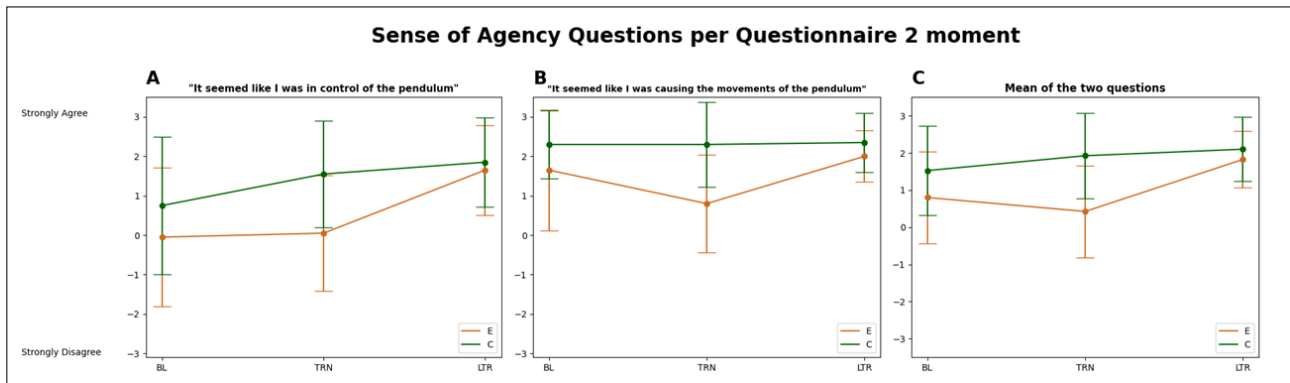 Sense of Agency Questions per Questionnaire 2 moment
A
"It seemed like I was in control of the pendulum"
Strongly Agree
Strongly Disagree
3
2
1
0
−1
−2
−3
BL
TRN
LTR
E
C
B
"It seemed like I was causing the movements of the pendulum"
3
2
1
0
−1
−2
−3
BL
TRN
LTR
E
C
C
Mean of the two questions
3
2
1
0
−1
−2
−3
BL
TRN
LTR
E
C